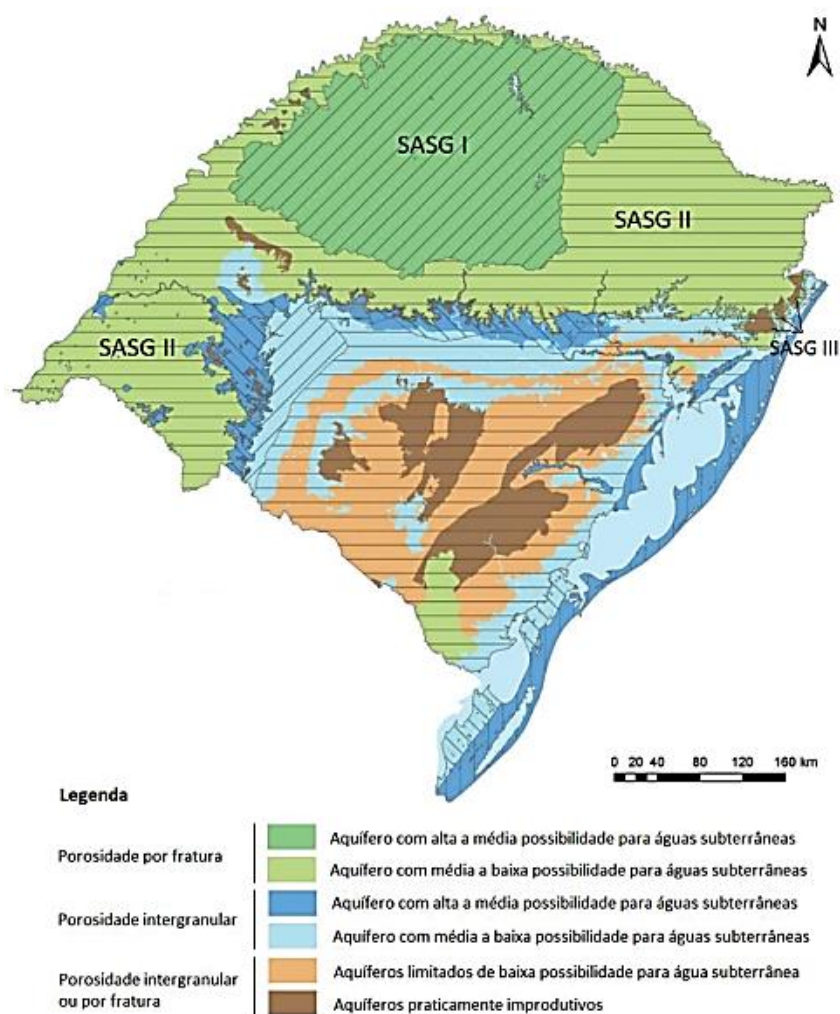 N
SASG I
SASG II
SASG II
SASG III
0 20 40 80 120 160 km
Legenda
Porosidade por fratura
Aquífero com alta a média possibilidade para águas subterrâneas
Aquífero com média a baixa possibilidade para águas subterrâneas
Porosidade intergranular
Aquífero com alta a média possibilidade para águas subterrâneas
Aquífero com média a baixa possibilidade para águas subterrâneas
Porosidade intergranular
ou por fratura
Aquíferos limitados de baixa possibilidade para água subterrânea
Aquíferos praticamente improdutivos